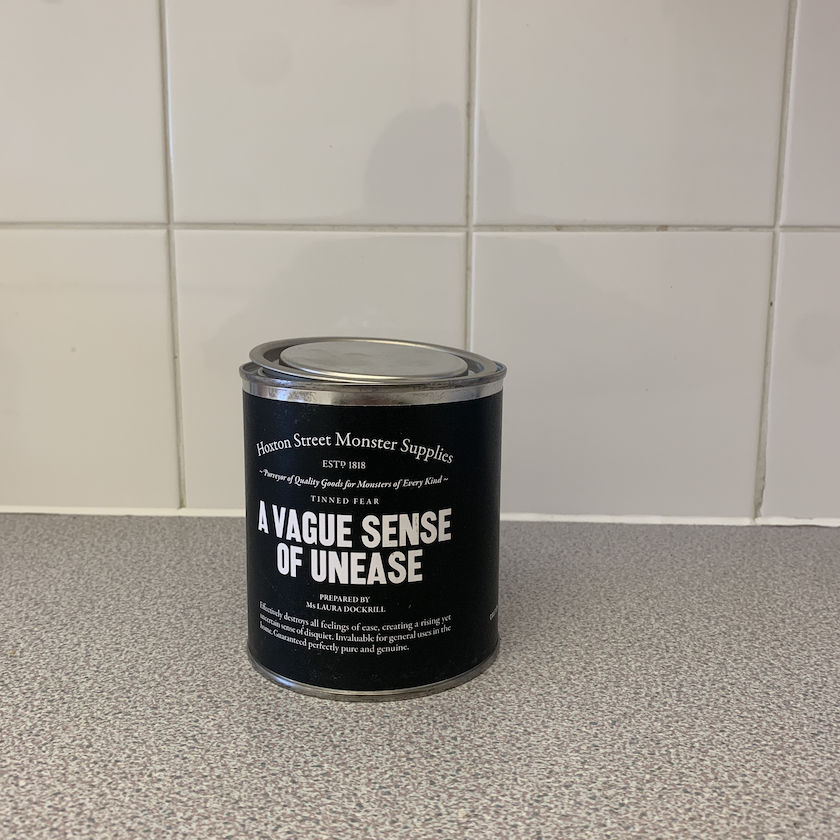 Hoxton Street Monster Supplies
ESTD 1818
~Purveyor of Quality Goods for Monsters of Every Kind~
TINNED FEAR
A VAGUE SENSE
OF UNEASE
PREPARED BY
Ms LAURA DOCKRILL
Effectively destroys all feelings of ease, creating a rising yet
uncertain sense of disquiet. Invaluable for general uses in the
home. Guaranteed perfectly pure and genuine.